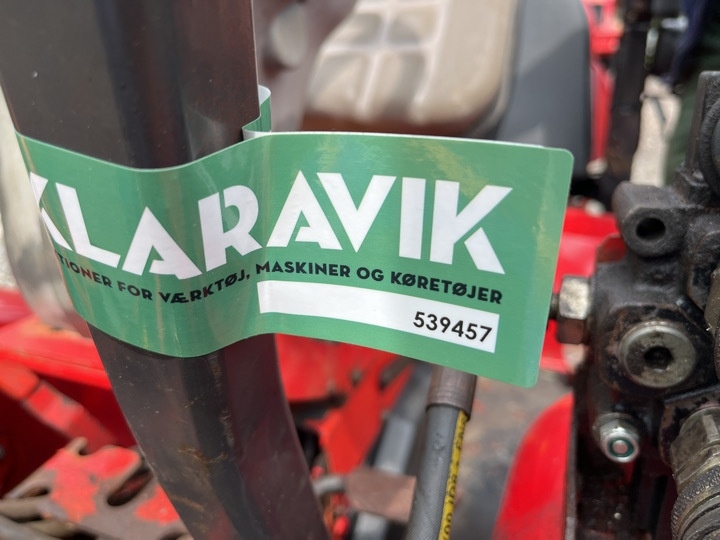 KLARAVIK
TIONER FOR VÆRKTØJ, MASKINER OG KØRETØJER
539457